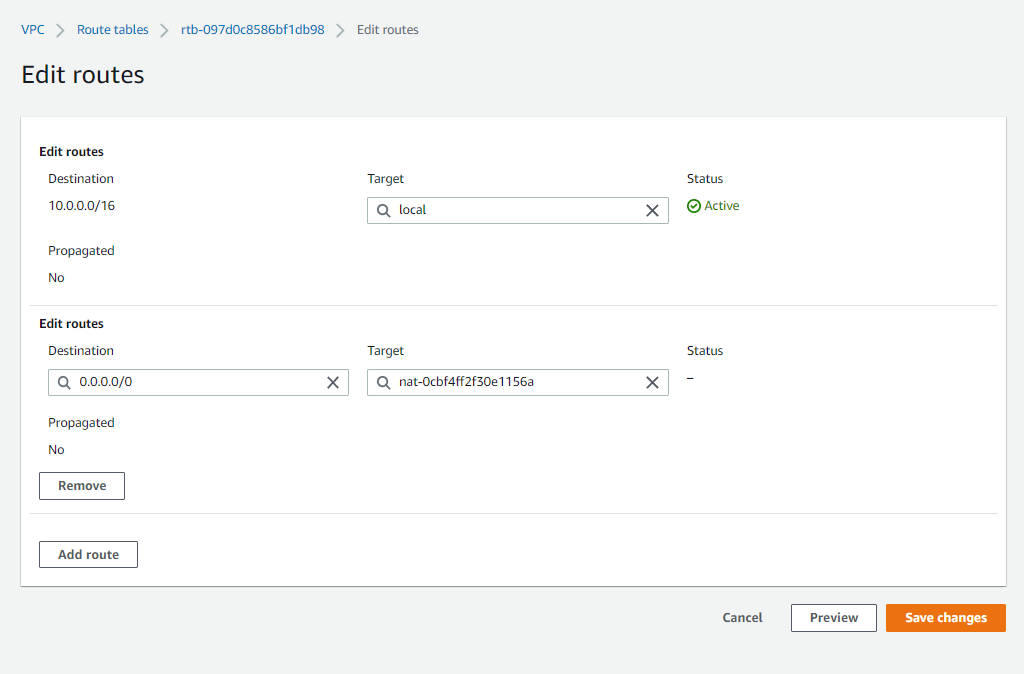 VPC > Route tables > rtb-097d0c8586bf1db98 > Edit routes
Edit routes
Edit routes
Destination Target Status
10.0.0.0/16 local Active
Propagated
No
Edit routes
Destination Target Status
0.0.0.0/0 nat-0cbf4ff2f30e1156a –
Propagated
No
Remove
Add route
Cancel Preview Save changes